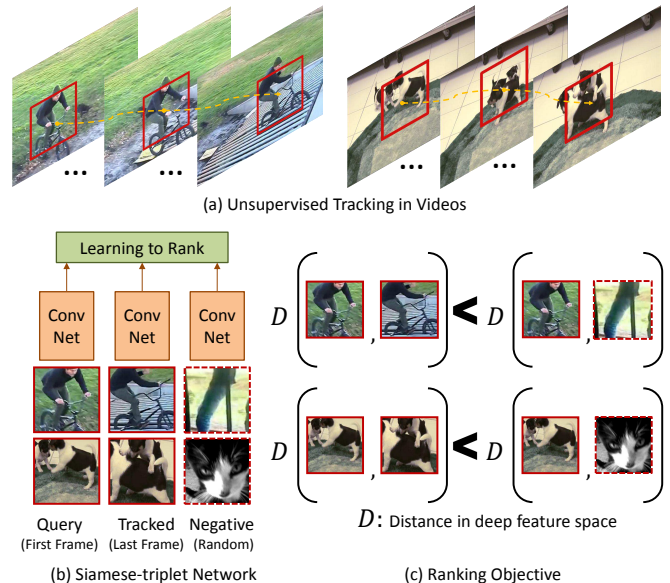 ... ... ... ...
(a) Unsupervised Tracking in Videos
Learning to Rank
Conv Net
Conv Net
Conv Net
Query
(First Frame)
Tracked
(Last Frame)
Negative
(Random)
(b) Siamese-triplet Network
D ( , ) < D ( , )
D ( , ) < D ( , )
D: Distance in deep feature space
(c) Ranking Objective